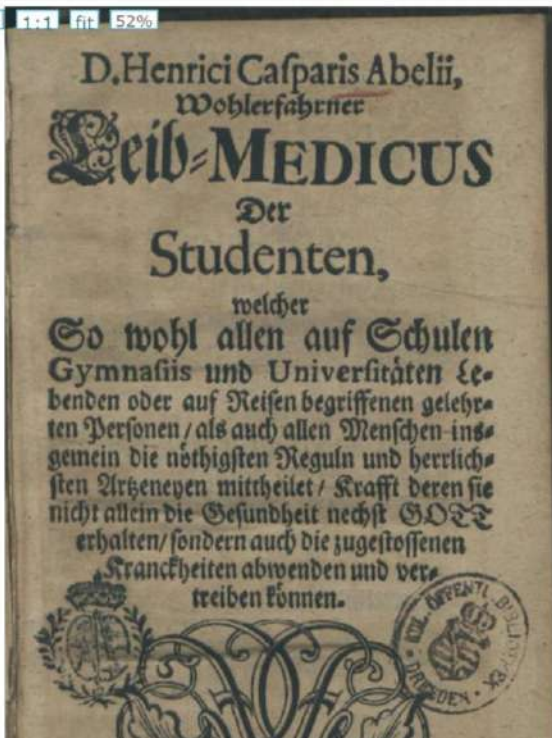 1:1 fit 52%
D. Henrici Casparis Abelii,
Wohlerfahrner
Leib-MEDICUS
Der
Studenten,
welcher
So wohl allen auf Schulen
Gymnasiis und Universitäten Le-
benden oder auf Reisen begriffenen gelehr-
ten Personen / als auch allen Menschen ins-
gemein die nöthigsten Reguln und herrlich-
sten Artzeneyen mittheilet / Krafft deren sie
nicht allein die Gesundheit nechst GOTT
erhalten / sondern auch die zugestossenen
Kranckheiten abwenden und ver-
treiben können.
KÖL. ÖFFENTL. BIBLIOTHEK
DRESDEN